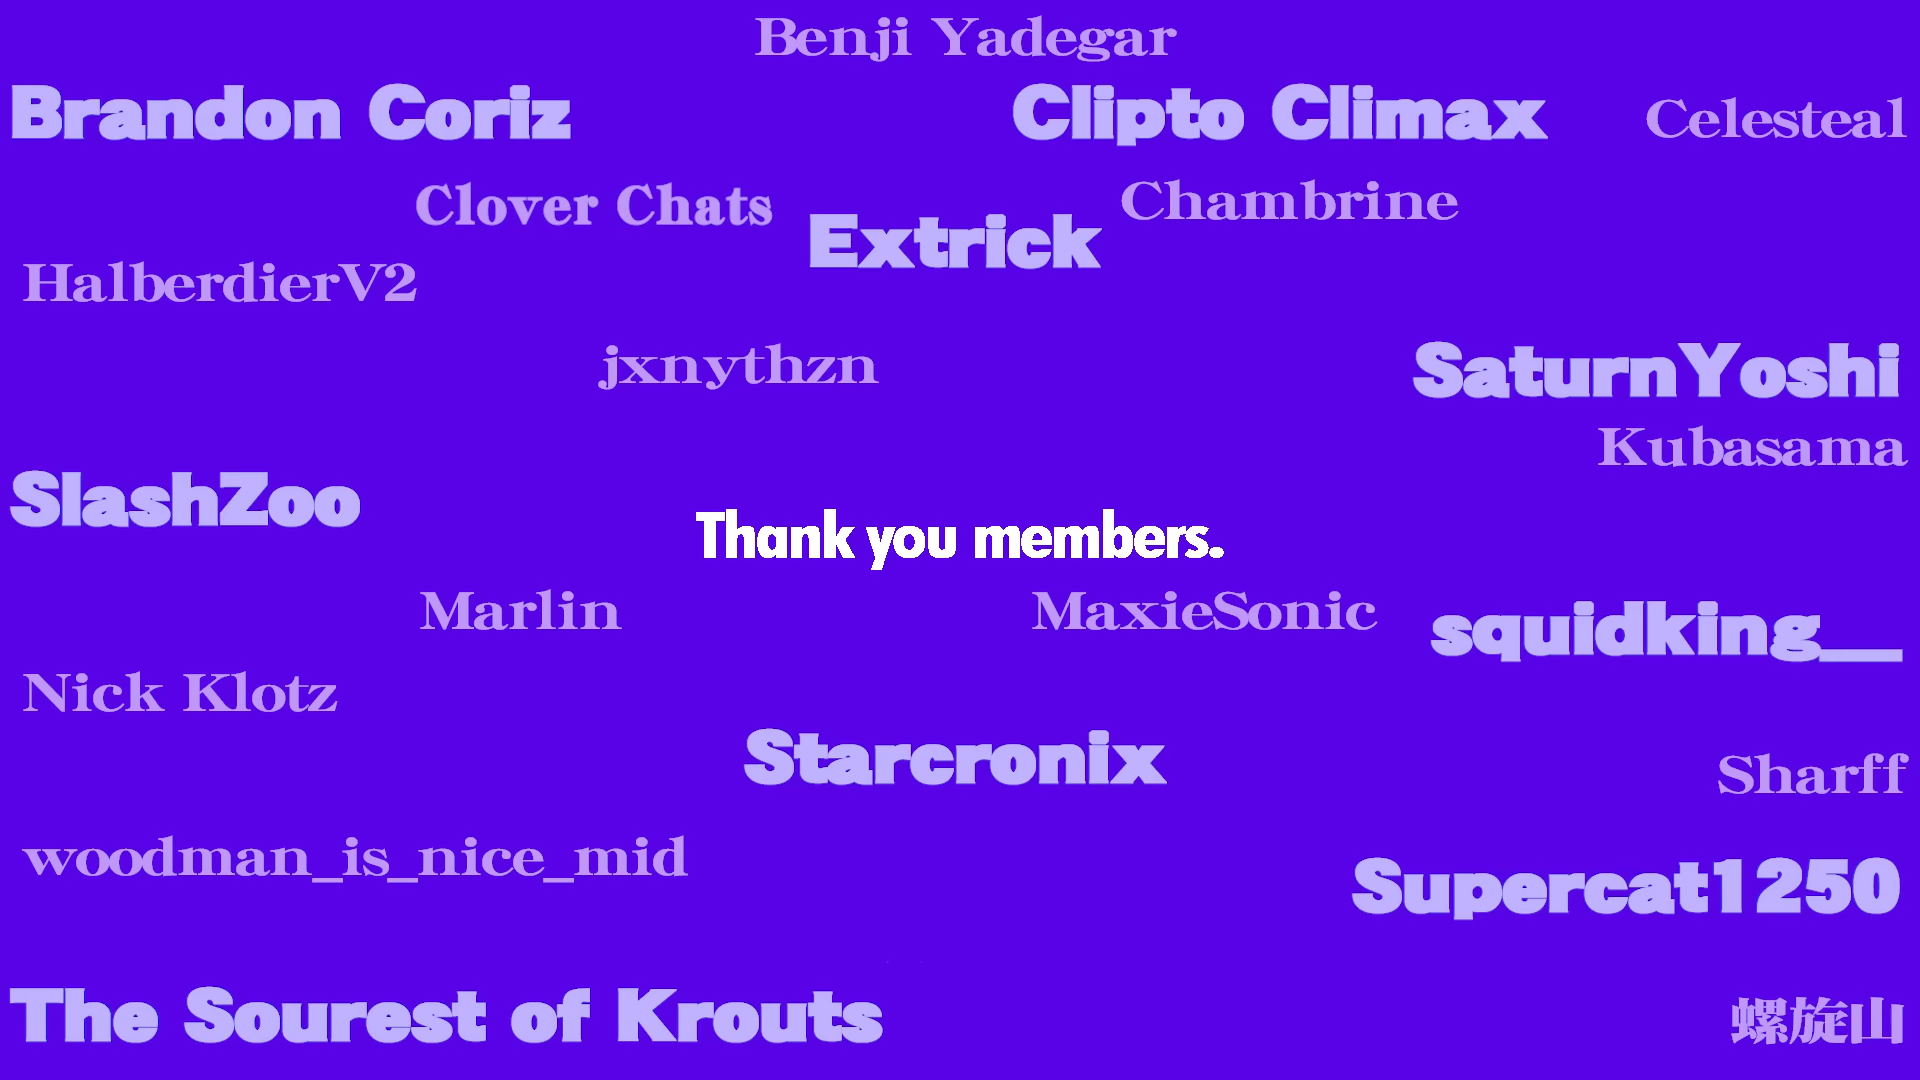 Benji Yadegar
Brandon Coriz
Clipto Climax
Celesteal
Clover Chats
Chambrine
Extrick
HalberdierV2
jxnythzn
SaturnYoshi
Kubasama
SlashZoo
Thank you members.
Marlin
MaxieSonic
squidking__
Nick Klotz
Starcronix
Sharff
woodman_is_nice_mid
Supercat1250
The Sourest of Krouts
螺旋山